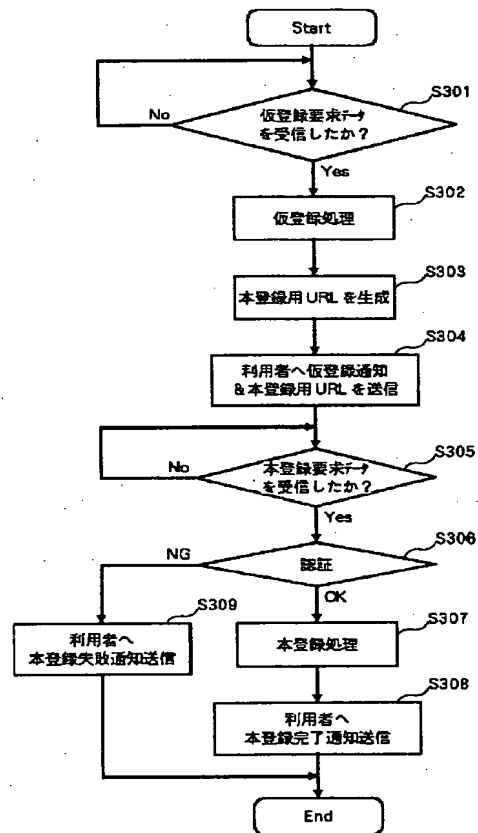 Start
S301
仮登録要求データ
を受信したか？
No
Yes
S302
仮登録処理
S303
本登録用URLを生成
S304
利用者へ仮登録通知
&本登録用URLを送信
S305
本登録要求データ
を受信したか？
No
Yes
S306
認証
NG
OK
S309
利用者へ
本登録失敗通知送信
S307
本登録処理
S308
利用者へ
本登録完了通知送信
End